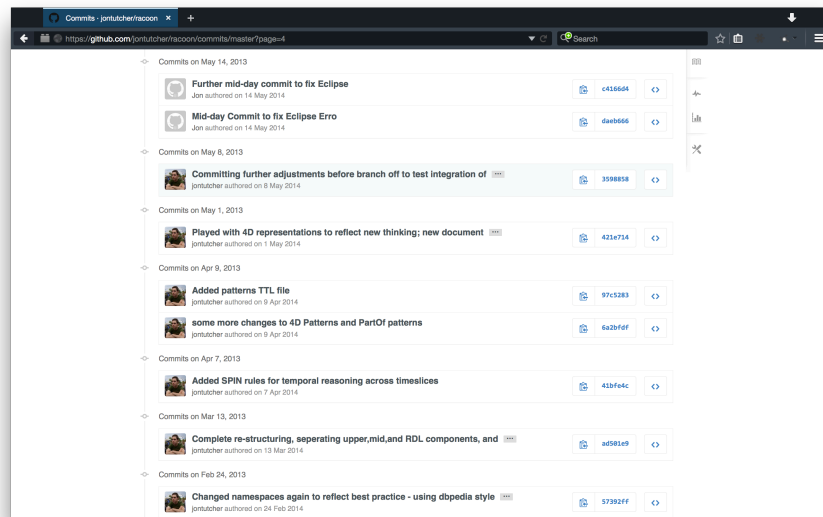 Commits · jontutcher/racoon
https://github.com/jontutcher/racoon/commits/master?page=4
Search
Commits on May 14, 2013
Further mid-day commit to fix Eclipse
Jon authored on 14 May 2014
c4166d4
Mid-day Commit to fix Eclipse Erro
Jon authored on 14 May 2014
daeb666
Commits on May 8, 2013
Committing further adjustments before branch off to test integration of
jontutcher authored on 8 May 2014
3598858
Commits on May 1, 2013
Played with 4D representations to reflect new thinking; new document
jontutcher authored on 1 May 2014
421e714
Commits on Apr 9, 2013
Added patterns TTL file
jontutcher authored on 9 Apr 2014
97c5283
some more changes to 4D Patterns and PartOf patterns
jontutcher authored on 9 Apr 2014
6a2bfdf
Commits on Apr 7, 2013
Added SPIN rules for temporal reasoning across timeslices
jontutcher authored on 7 Apr 2014
41bfe4c
Commits on Mar 13, 2013
Complete re-structuring, seperating upper,mid,and RDL components, and
jontutcher authored on 13 Mar 2014
ad501e9
Commits on Feb 24, 2013
Changed namespaces again to reflect best practice - using dbpedia style
jontutcher authored on 24 Feb 2014
57392ff